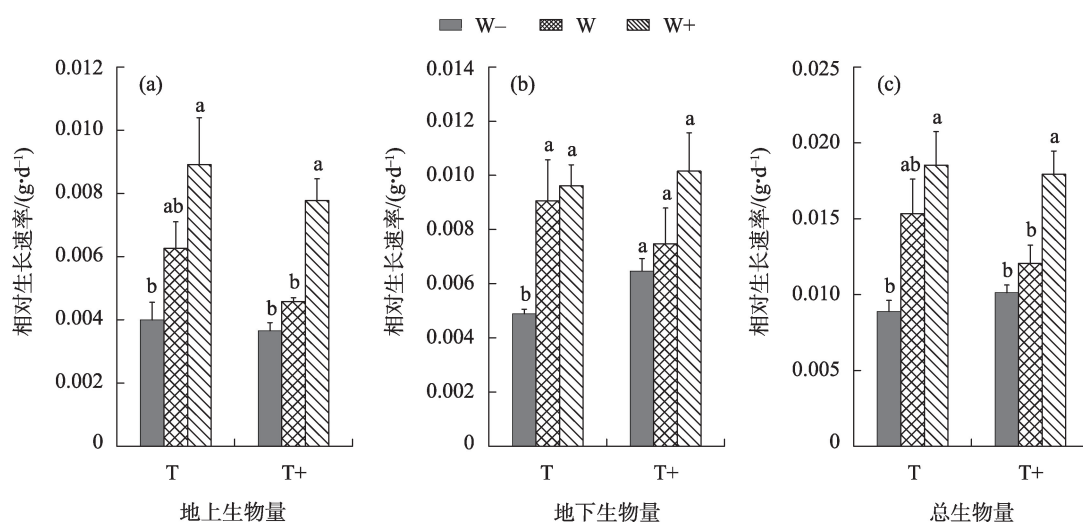 W− W W+
(a)
相对生长速率/(g·d⁻¹)
0.012
0.010
0.008
0.006
0.004
0.002
0
b ab a
b b a
T T+
地上生物量
(b)
相对生长速率/(g·d⁻¹)
0.014
0.012
0.010
0.008
0.006
0.004
0.002
0
b a a
a a a
T T+
地下生物量
(c)
相对生长速率/(g·d⁻¹)
0.025
0.020
0.015
0.010
0.005
0
b ab a
b b a
T T+
总生物量